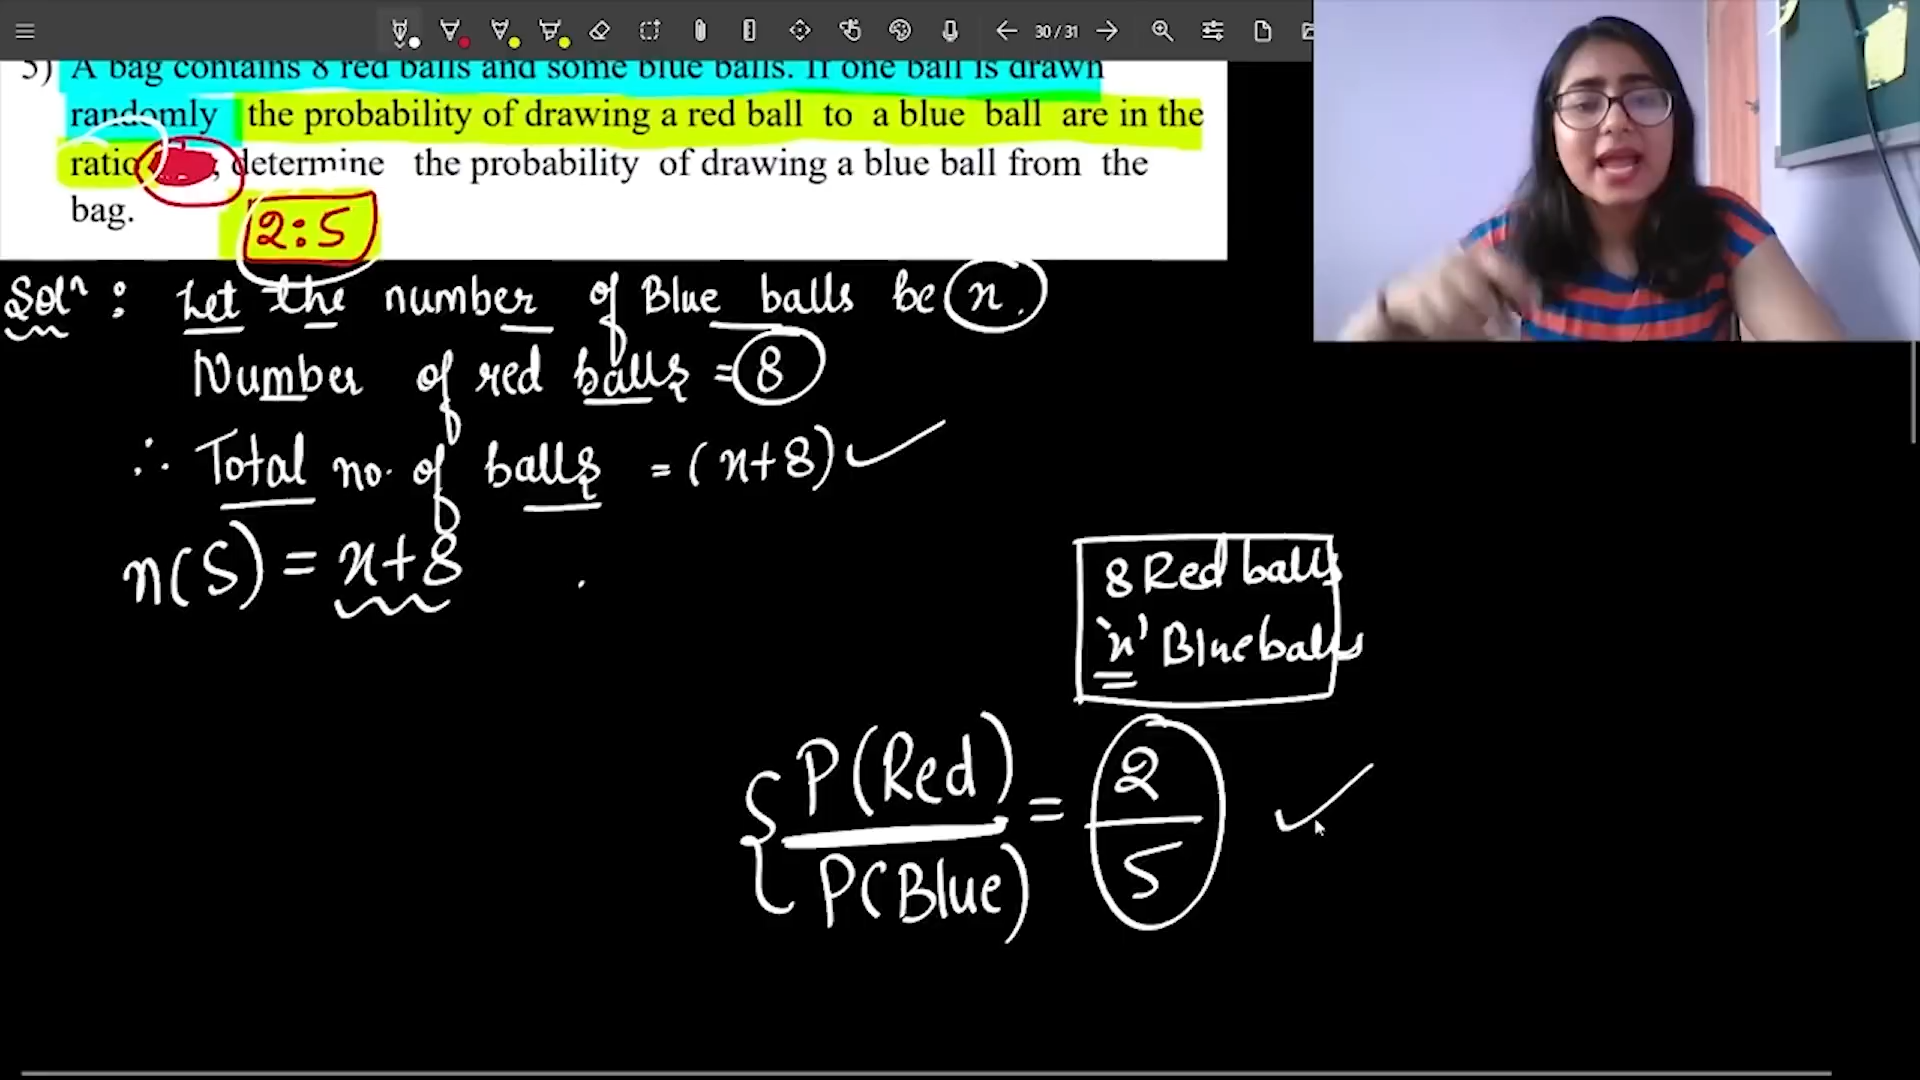 30 / 31
5) A bag contains 8 red balls and some blue balls. If one ball is drawn
randomly the probability of drawing a red ball to a blue ball are in the
ratio ; determine the probability of drawing a blue ball from the
bag.
2:5
Solⁿ : Let the number of Blue balls be n.
Number of red balls = 8
∴ Total no. of balls = (n+8)
n(S) = n+8
8 Red balls
'n' Blue balls
P(Red)
P(Blue)
=
2
5